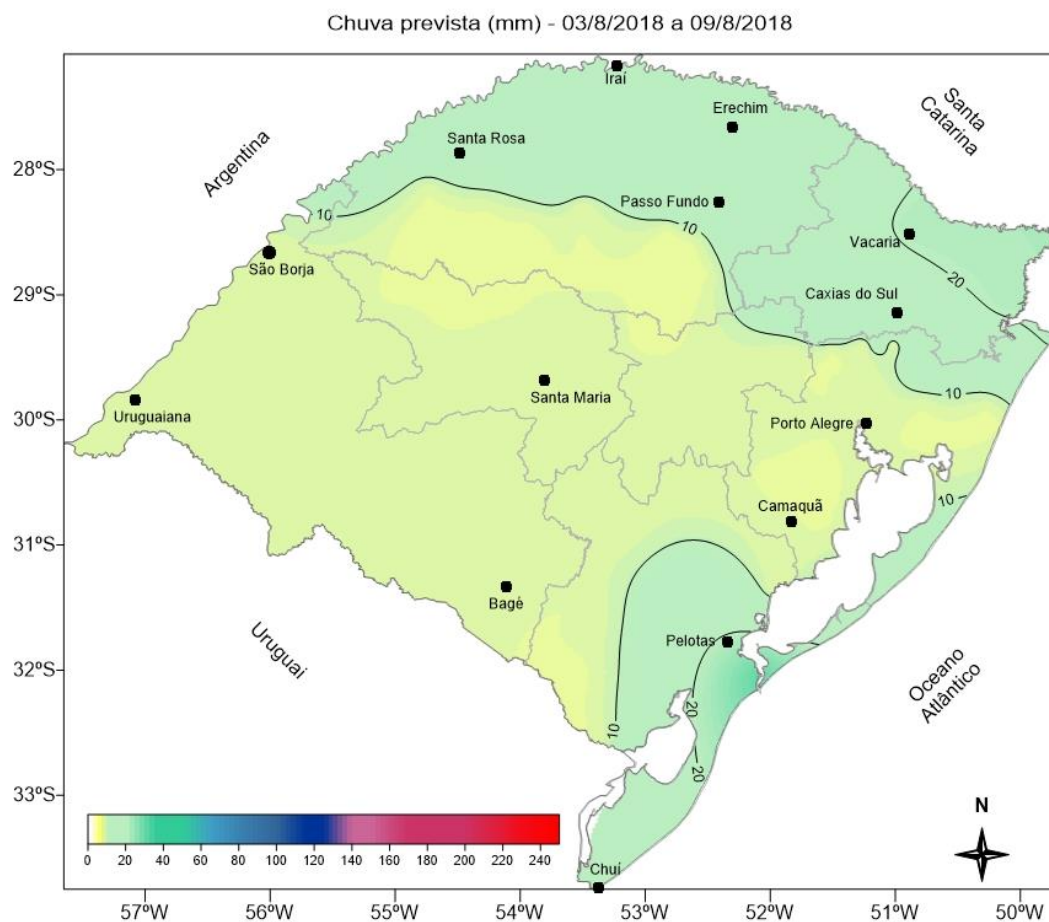 Chuva prevista (mm) - 03/8/2018 a 09/8/2018
Iraí
Erechim
Santa
Catarina
Santa Rosa
Argentina
28ºS
Passo Fundo
10
10
Vacaria
São Borja
20
29ºS
Caxias do Sul
Santa Maria
10
Uruguaiana
30ºS
Porto Alegre
10
Camaquã
31ºS
Bagé
Pelotas
Uruguai
32ºS
Oceano
Atlântico
10
20
20
33ºS
N
0 20 40 60 80 100 120 140 160 180 200 220 240
Chuí
57ºW 56ºW 55ºW 54ºW 53ºW 52ºW 51ºW 50ºW